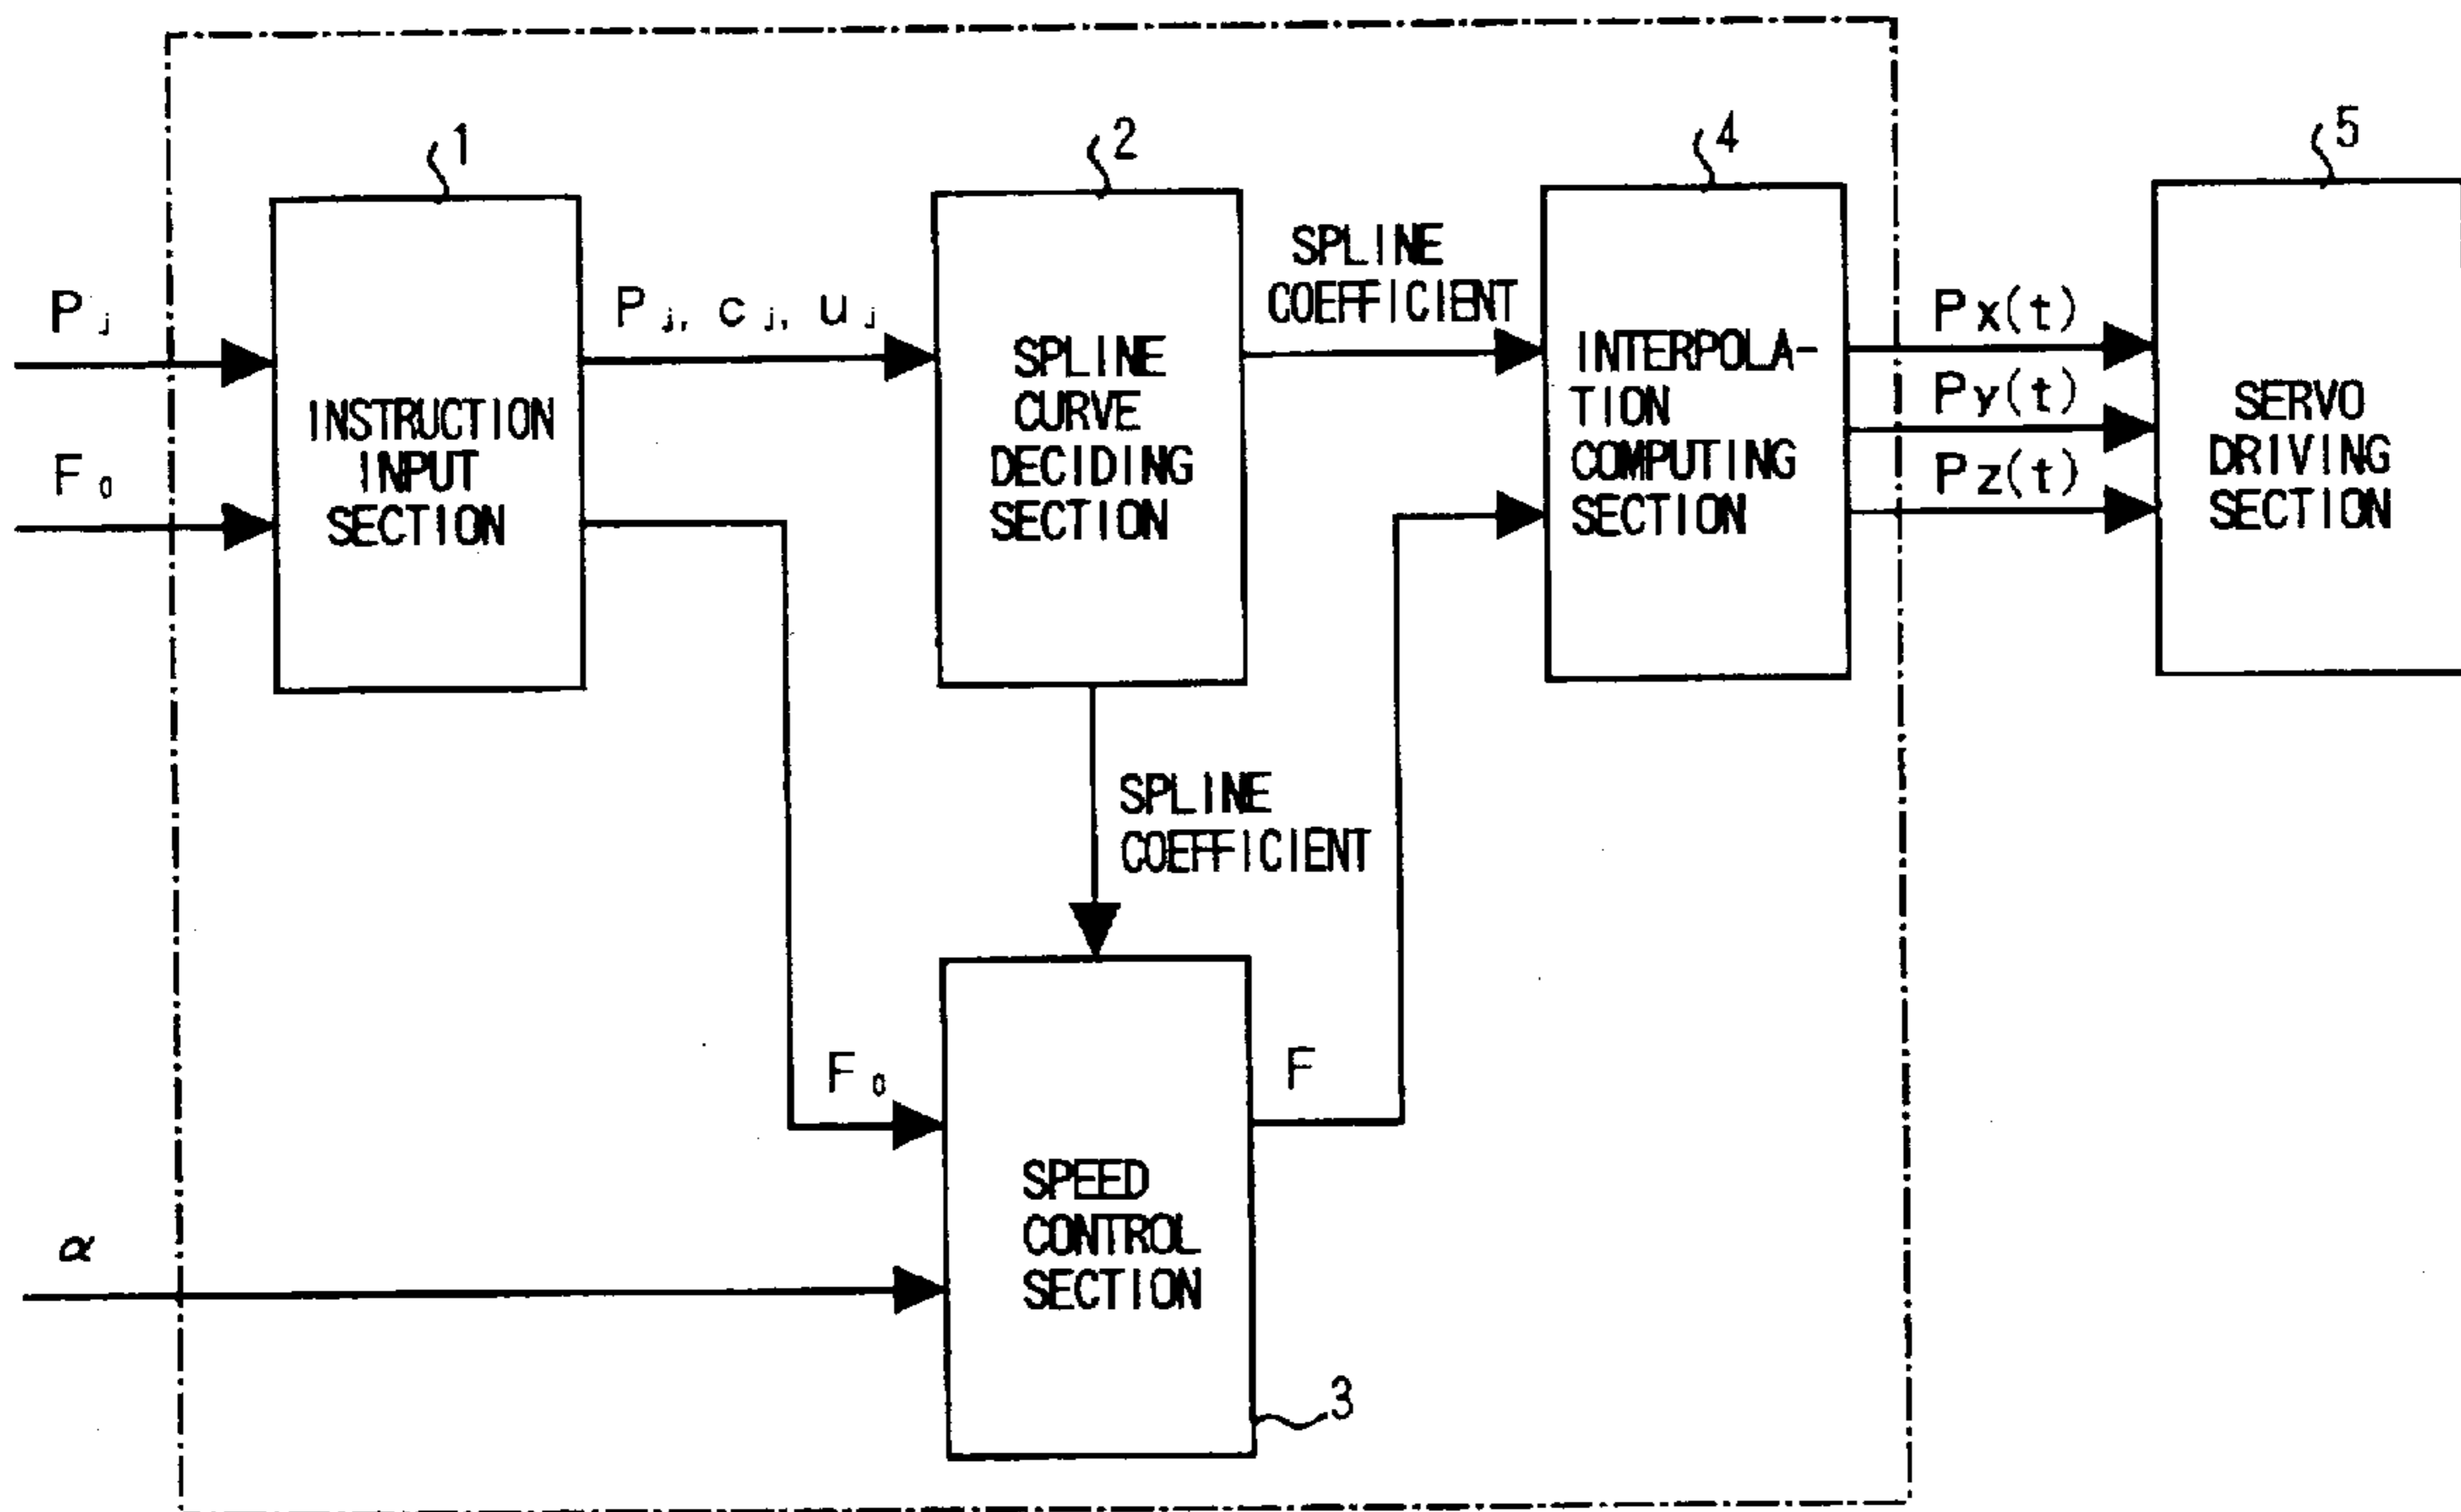 1
2
4
5
P j
F 0
INSTRUCTION
INPUT
SECTION
P j, c j, u j
SPLINE
CURVE
DECIDING
SECTION
SPLINE
COEFFICIENT
INTERPOLA-
TION
COMPUTING
SECTION
Px(t)
Py(t)
Pz(t)
SERVO
DRIVING
SECTION
SPLINE
COEFFICIENT
F 0
F
α
SPEED
CONTROL
SECTION
3